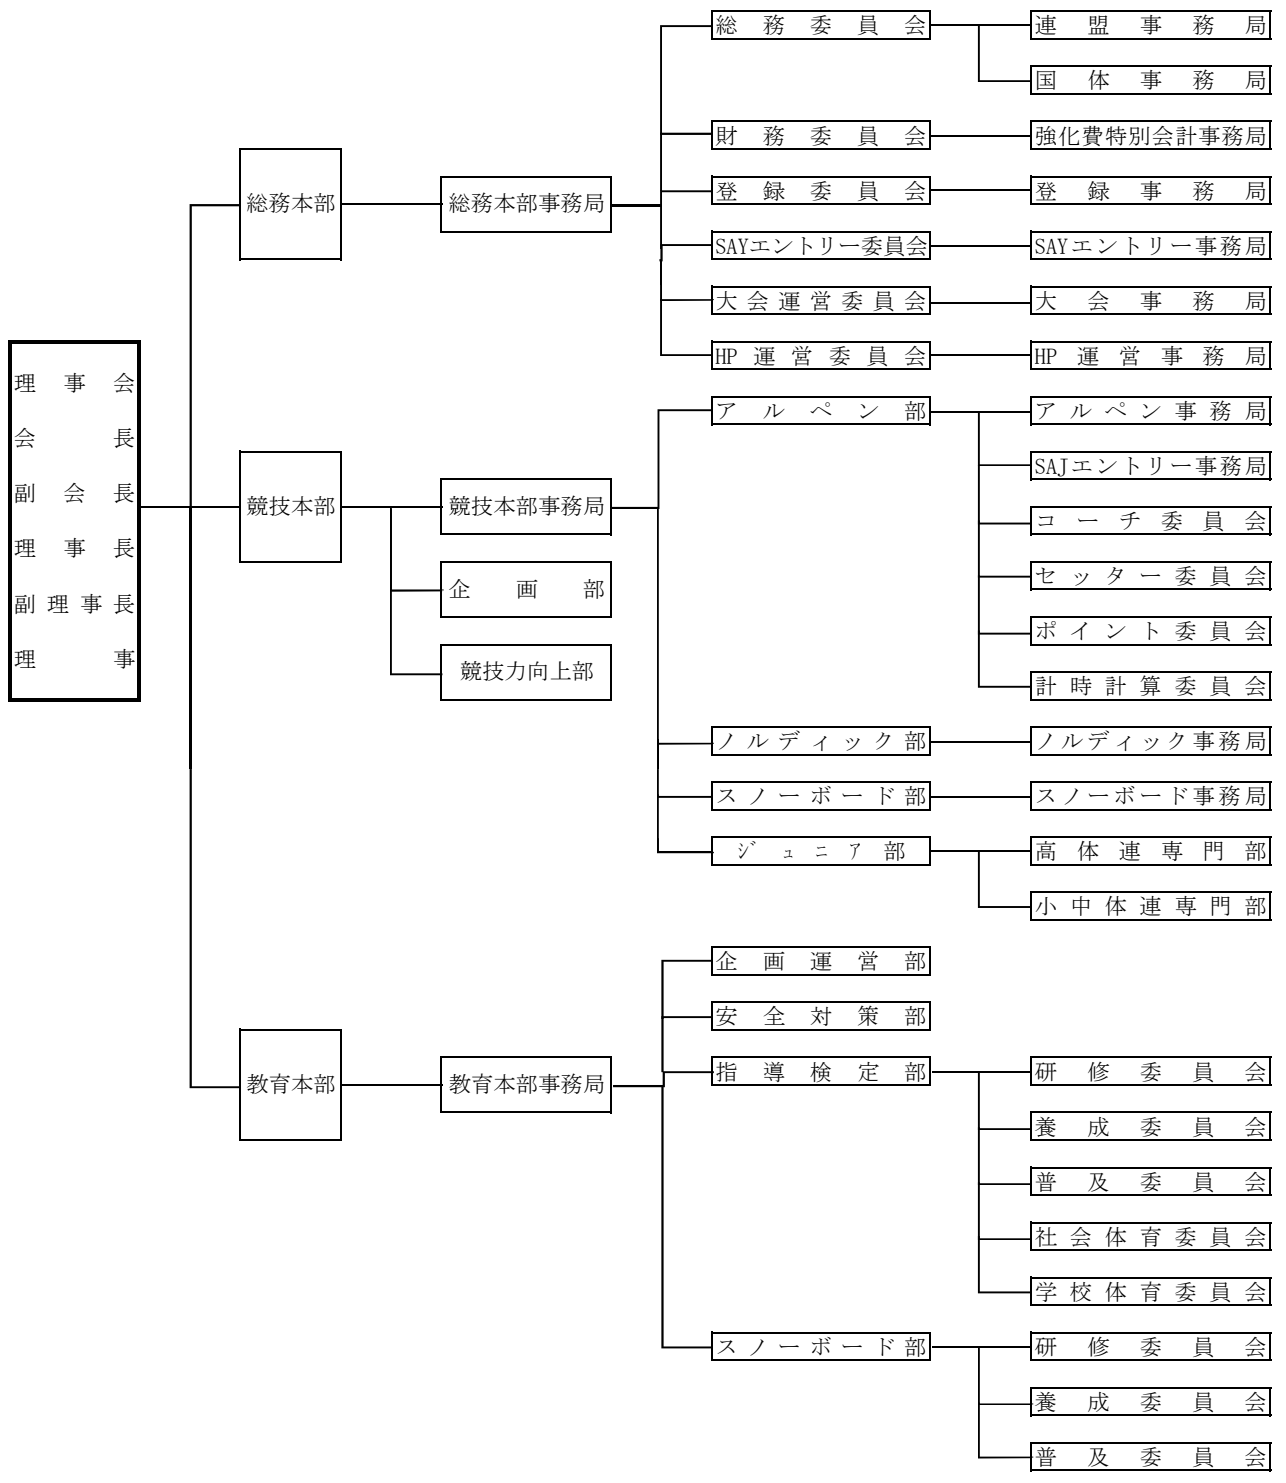 総務委員会 連盟事務局
国体事務局
財務委員会 強化費特別会計事務局
総務本部 総務本部事務局 登録委員会 登録事務局
SAYエントリー委員会 SAYエントリー事務局
大会運営委員会 大会事務局
HP運営委員会 HP運営事務局
理事会
会長
副会長
理事長
副理事長
理事
アルペン部 アルペン事務局
SAJエントリー事務局
競技本部 競技本部事務局 コーチ委員会
企画部 セッター委員会
ポイント委員会
競技力向上部 計時計算委員会
ノルディック部 ノルディック事務局
スノーボード部 スノーボード事務局
ジュニア部 高体連専門部
小中体連専門部
企画運営部
安全対策部
教育本部 教育本部事務局 指導検定部 研修委員会
養成委員会
普及委員会
社会体育委員会
学校体育委員会
スノーボード部 研修委員会
養成委員会
普及委員会